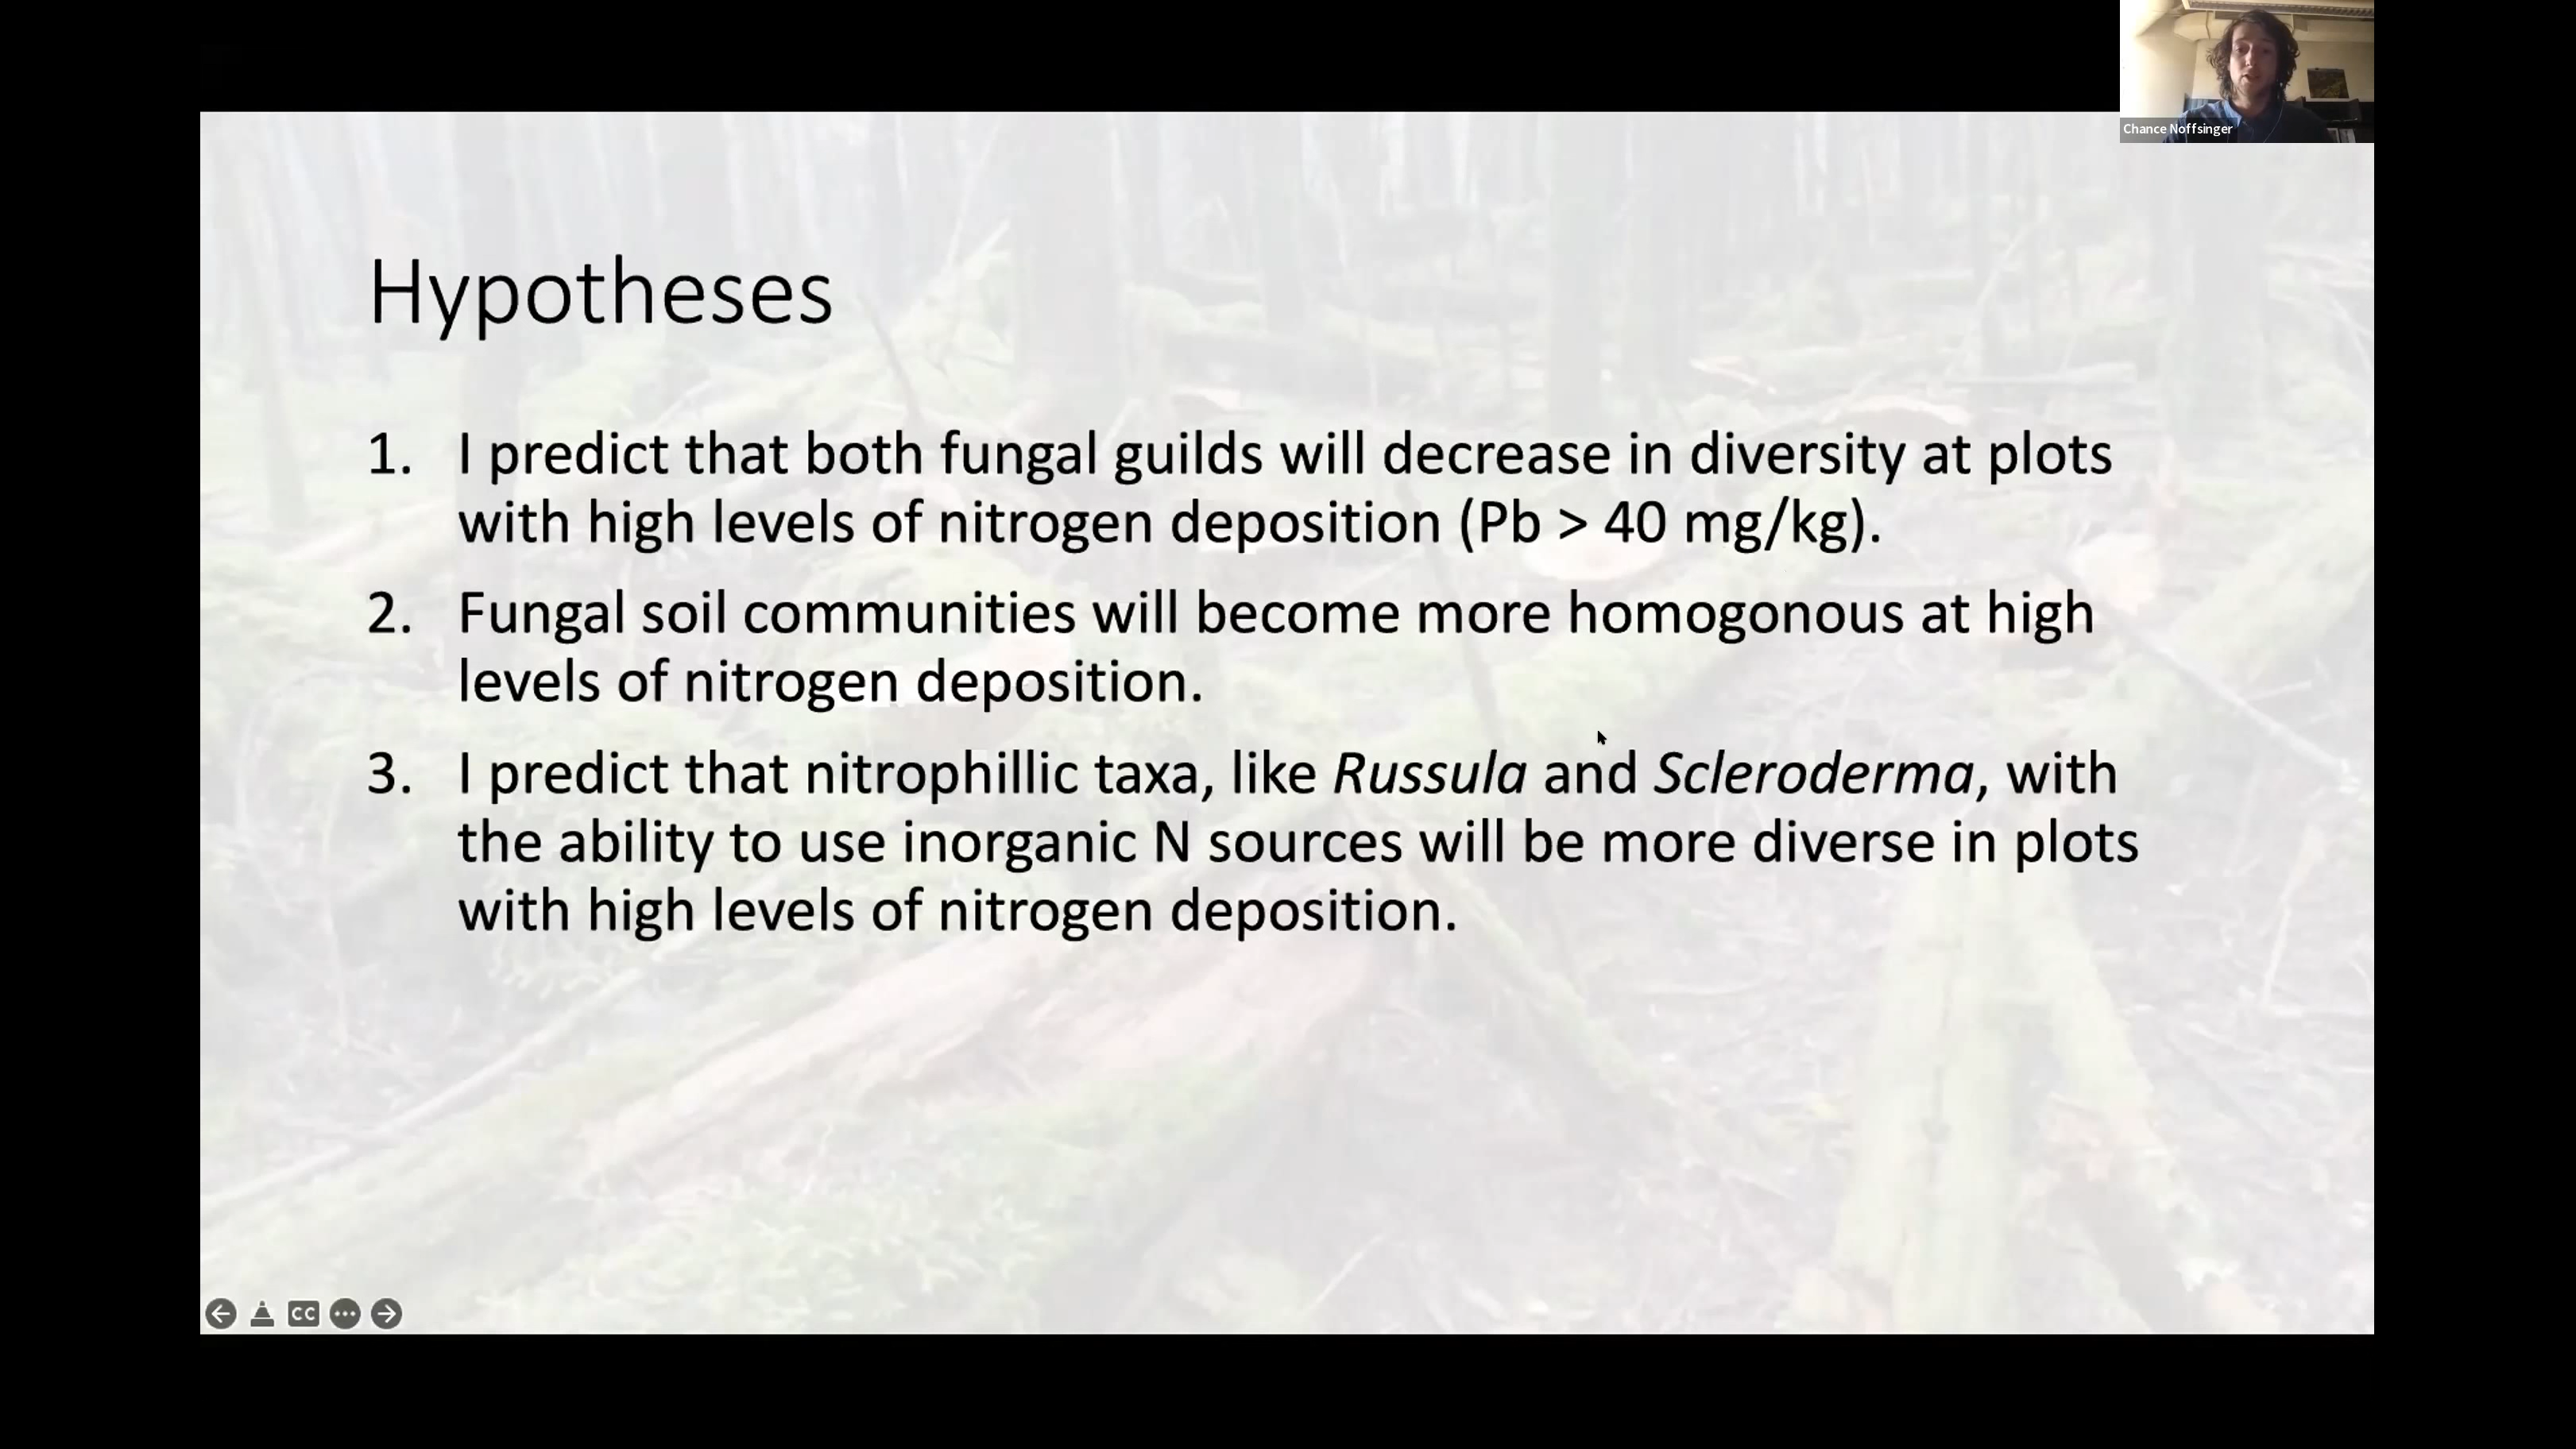 Chance Noffsinger
Hypotheses
1. I predict that both fungal guilds will decrease in diversity at plots
with high levels of nitrogen deposition (Pb > 40 mg/kg).
2. Fungal soil communities will become more homogonous at high
levels of nitrogen deposition.
3. I predict that nitrophillic taxa, like Russula and Scleroderma, with
the ability to use inorganic N sources will be more diverse in plots
with high levels of nitrogen deposition.
CC